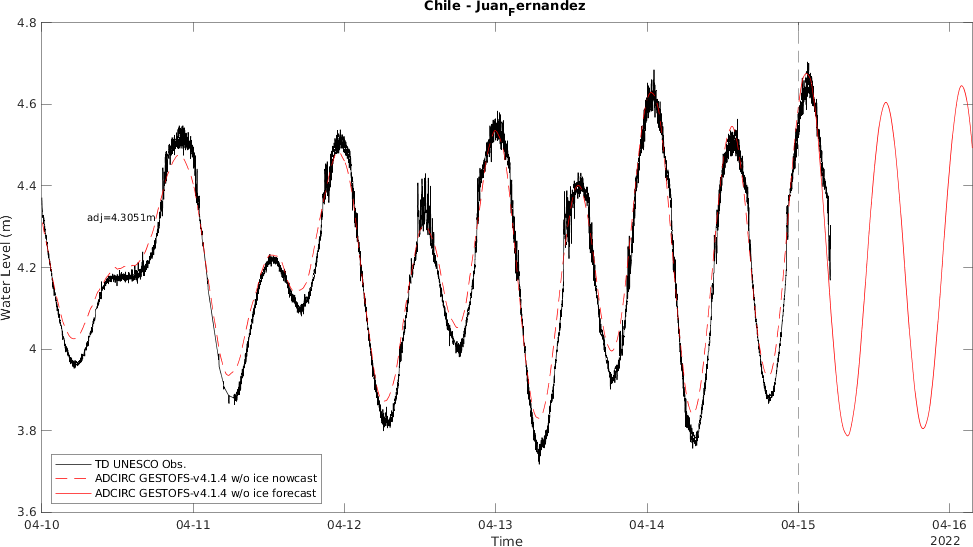 Chile - Juan_Fernandez
4.8
4.6
4.4
4.2
4
3.8
3.6
Water Level (m)
adj=4.3051m
TD UNESCO Obs.
ADCIRC GESTOFS-v4.1.4 w/o ice nowcast
ADCIRC GESTOFS-v4.1.4 w/o ice forecast
04-10
04-11
04-12
04-13
04-14
04-15
04-16
Time
2022